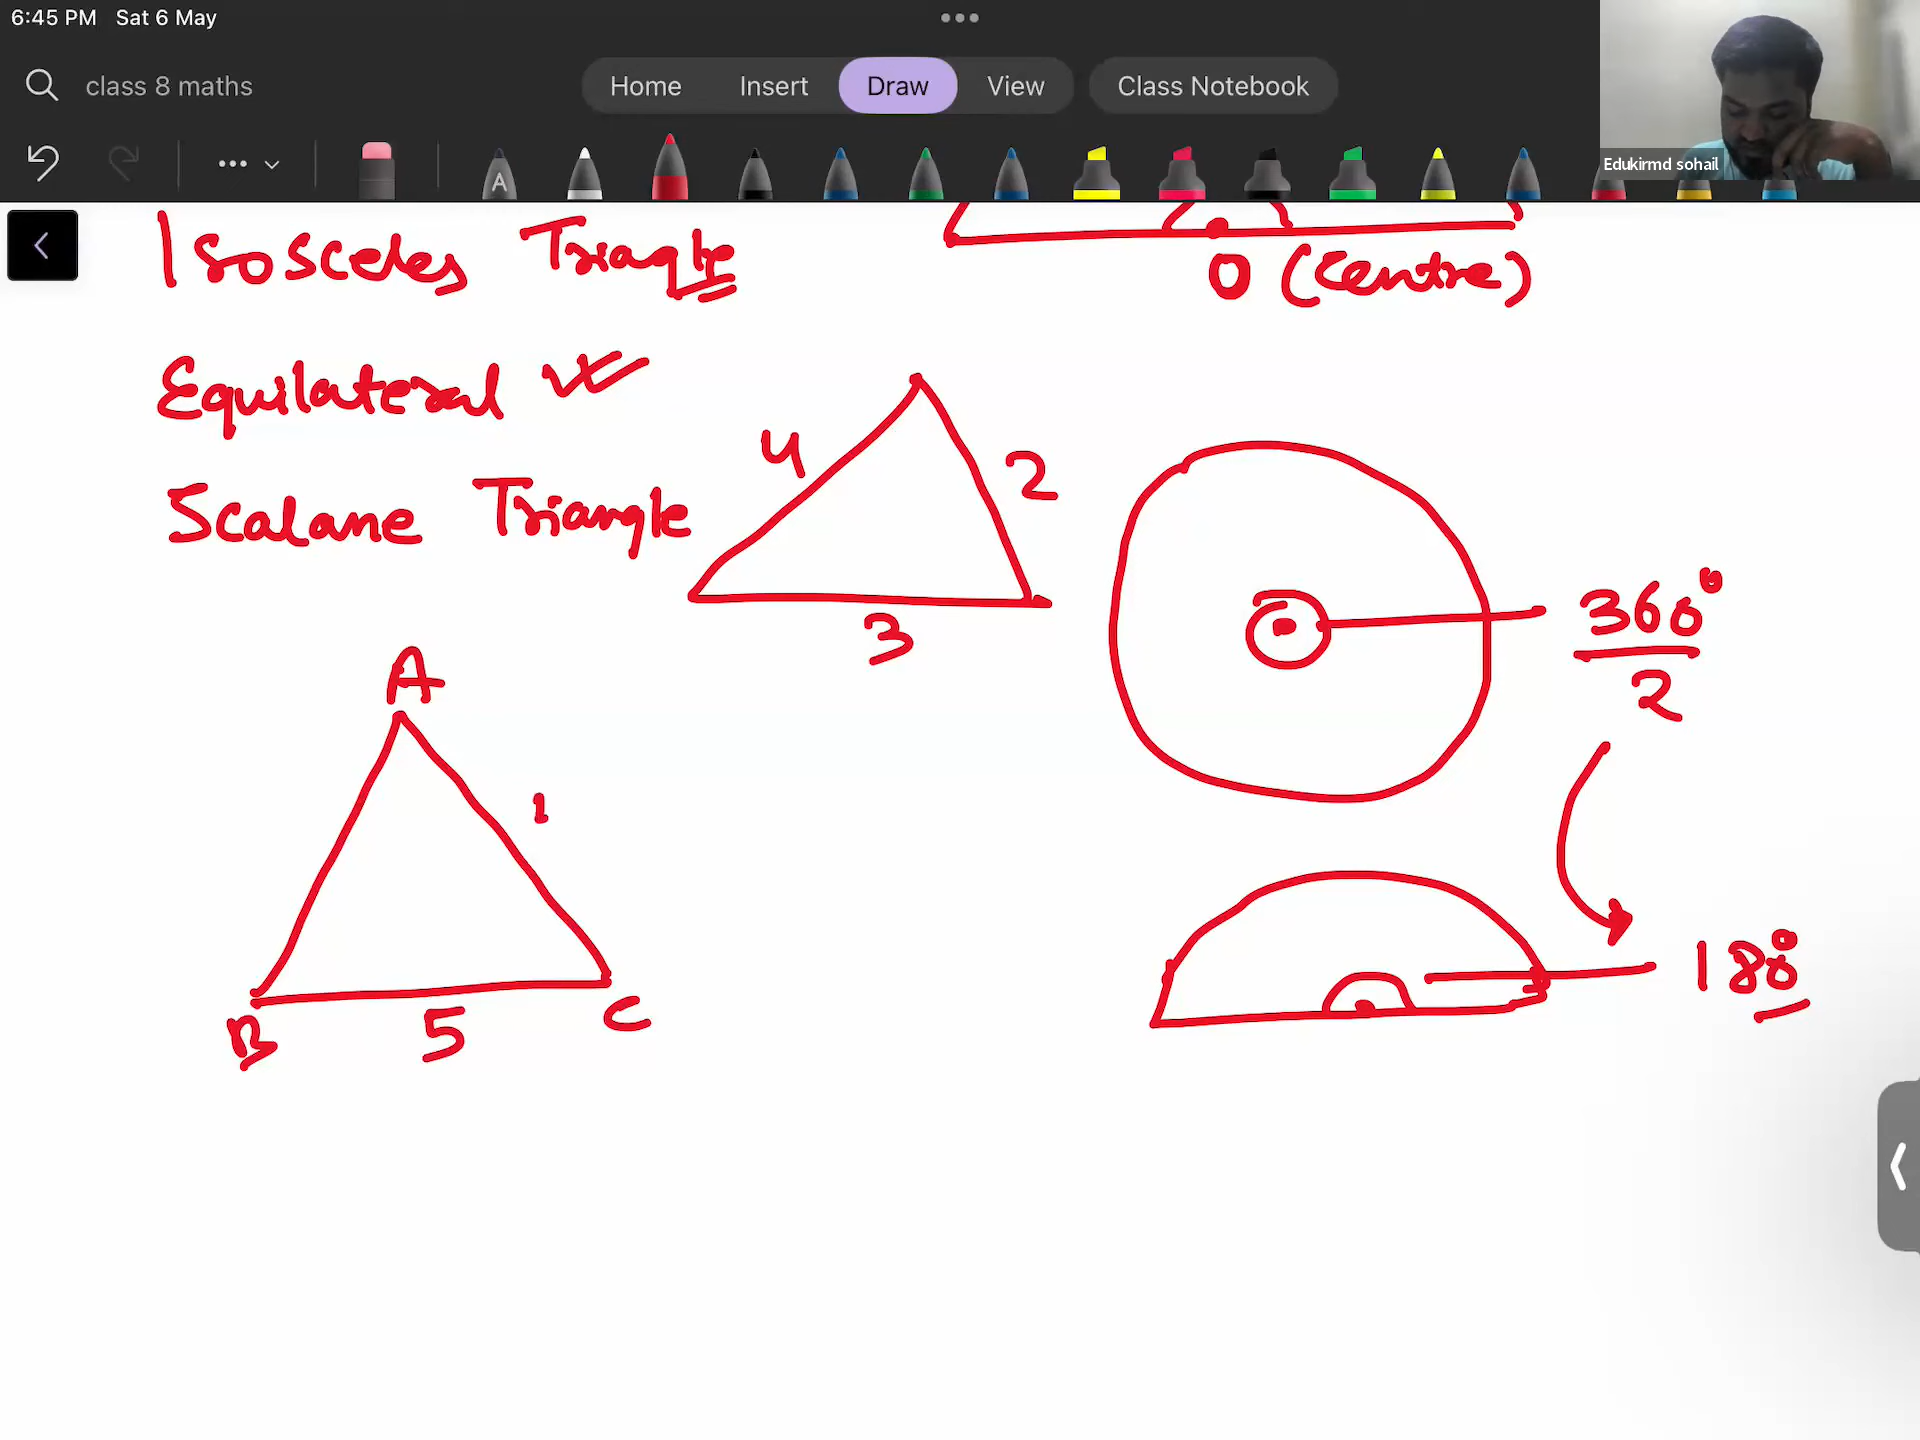 6:45 PM Sat 6 May
class 8 maths
Home Insert Draw View Class Notebook
A
Edukirmd sohail
Isosceles Triagle
O (Centre)
Equilateral
Scalane Triangle
4
2
3
360°
2
A
1
B
5
C
180°